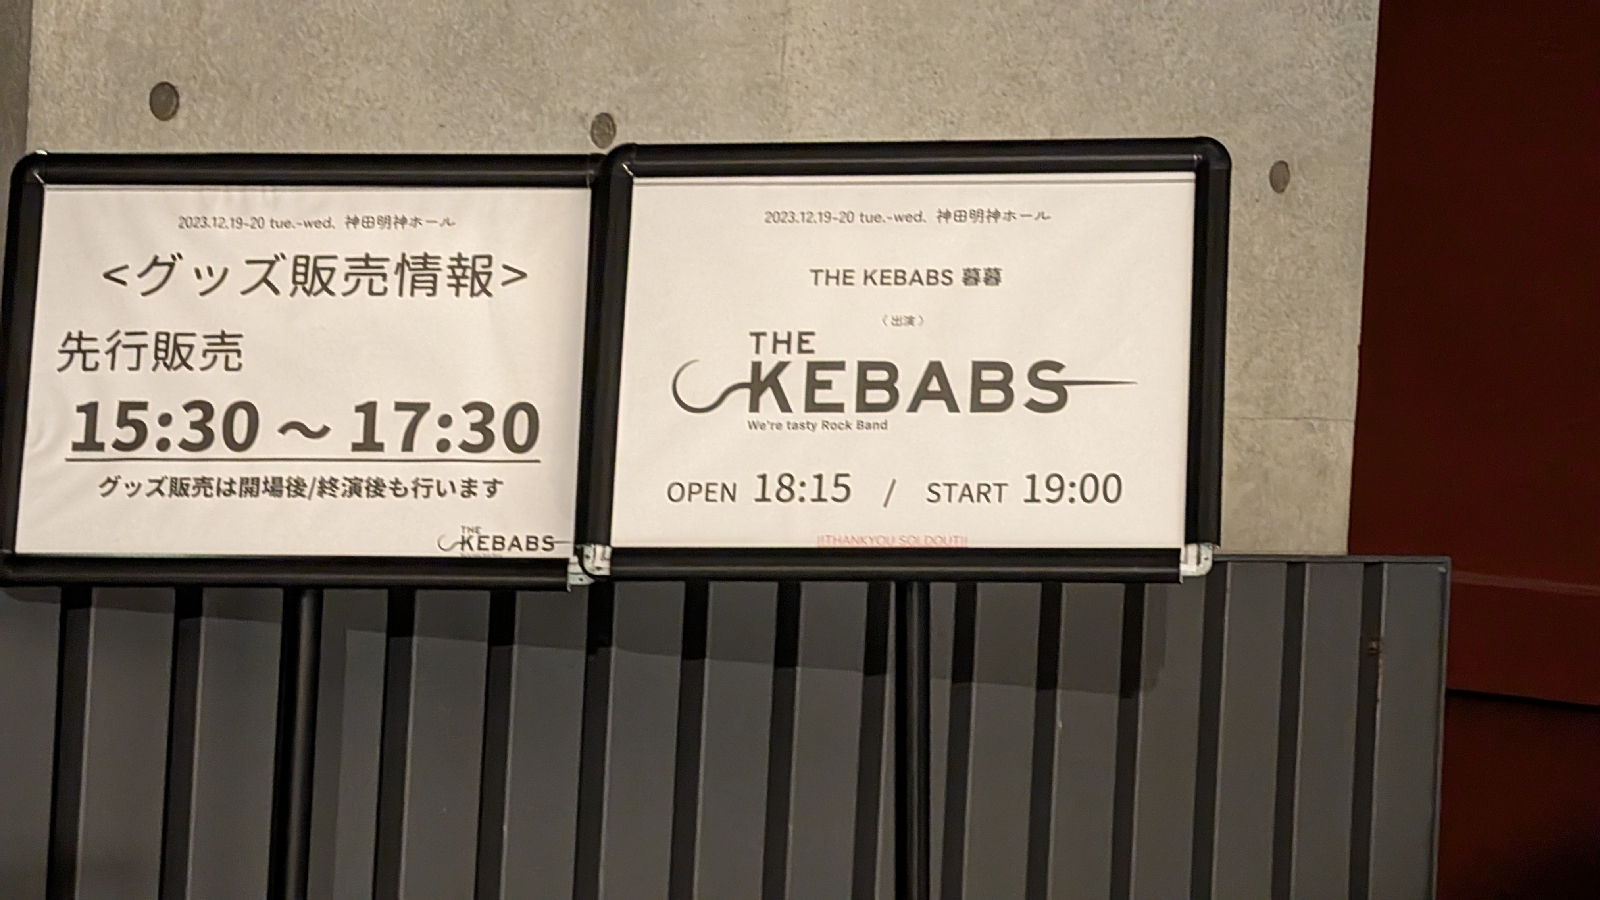 2023.12.19-20 tue.-wed. 神田明神ホール
<グッズ販売情報>
先行販売
15:30 ～ 17:30
グッズ販売は開場後/終演後も行います
THE
KEBABS
2023.12.19-20 tue.-wed. 神田明神ホール
THE KEBABS 暮暮
〈出演〉
THE
KEBABS
We're tasty Rock Band
OPEN 18:15 / START 19:00
!!THANKYOU SOLDOUT!!